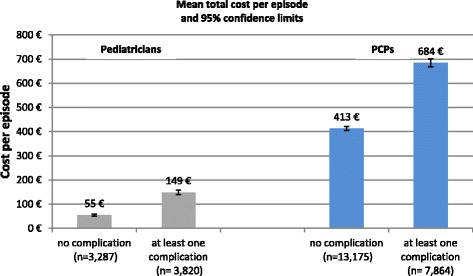 Mean total cost per episode
and 95% confidence limits
Cost per episode
800 €
700 €
600 €
500 €
400 €
300 €
200 €
100 €
0 €
Pediatricians
PCPs
55 €
149 €
413 €
684 €
no complication
(n=3,287)
at least one
complication
(n= 3,820)
no complication
(n=13,175)
at least one
complication
(n= 7,864)